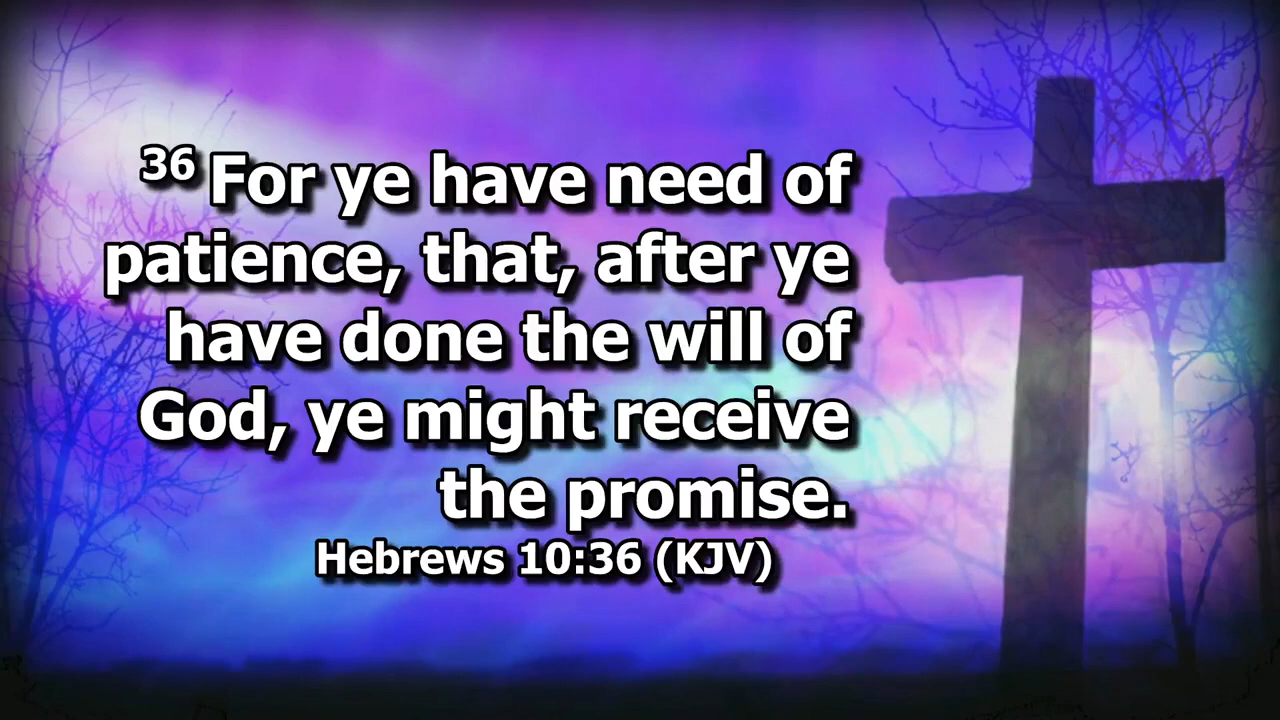 36 For ye have need of
patience, that, after ye
have done the will of
God, ye might receive
the promise.
Hebrews 10:36 (KJV)